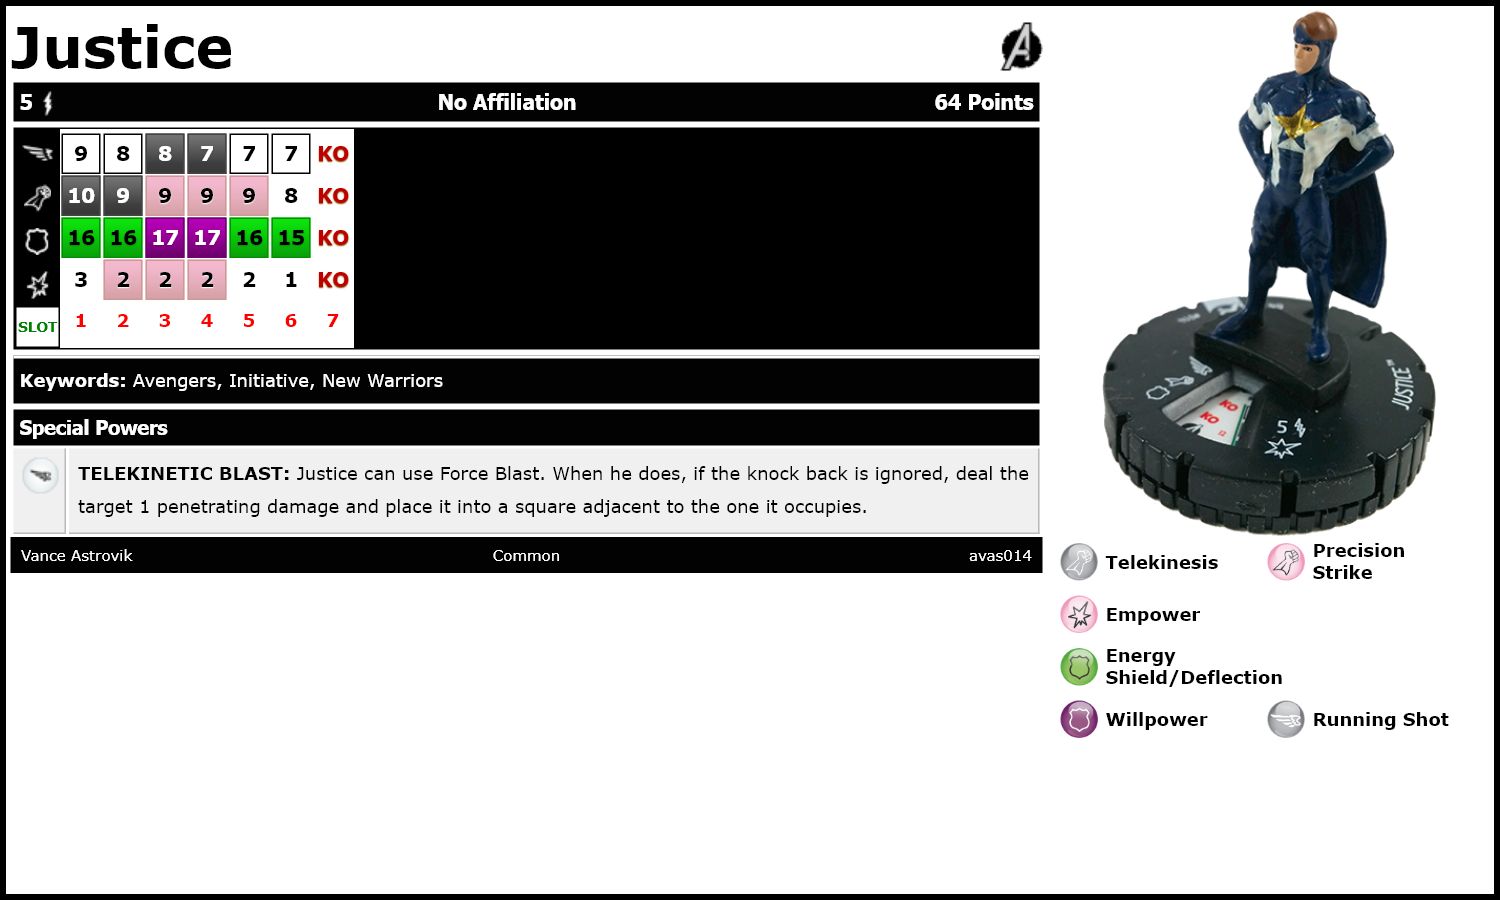 Justice
5 No Affiliation 64 Points
9 8 8 7 7 7 KO
10 9 9 9 9 8 KO
16 16 17 17 16 15 KO
3 2 2 2 2 1 KO
SLOT 1 2 3 4 5 6 7
Keywords: Avengers, Initiative, New Warriors
Special Powers
TELEKINETIC BLAST: Justice can use Force Blast. When he does, if the knock back is ignored, deal the
target 1 penetrating damage and place it into a square adjacent to the one it occupies.
Vance Astrovik Common avas014
JUSTICE™
KO
KO
12
5
Telekinesis
Precision
Strike
Empower
Energy
Shield/Deflection
Willpower
Running Shot